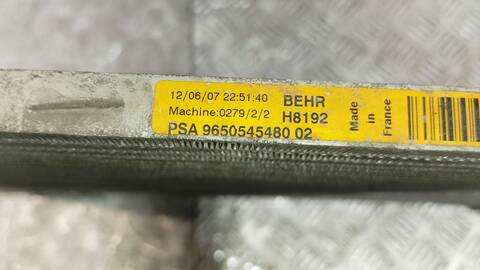 12/06/07 22:51:40 BEHR
Machine:0279/2/2 H8192
PSA 9650545480 02
Made
in
France